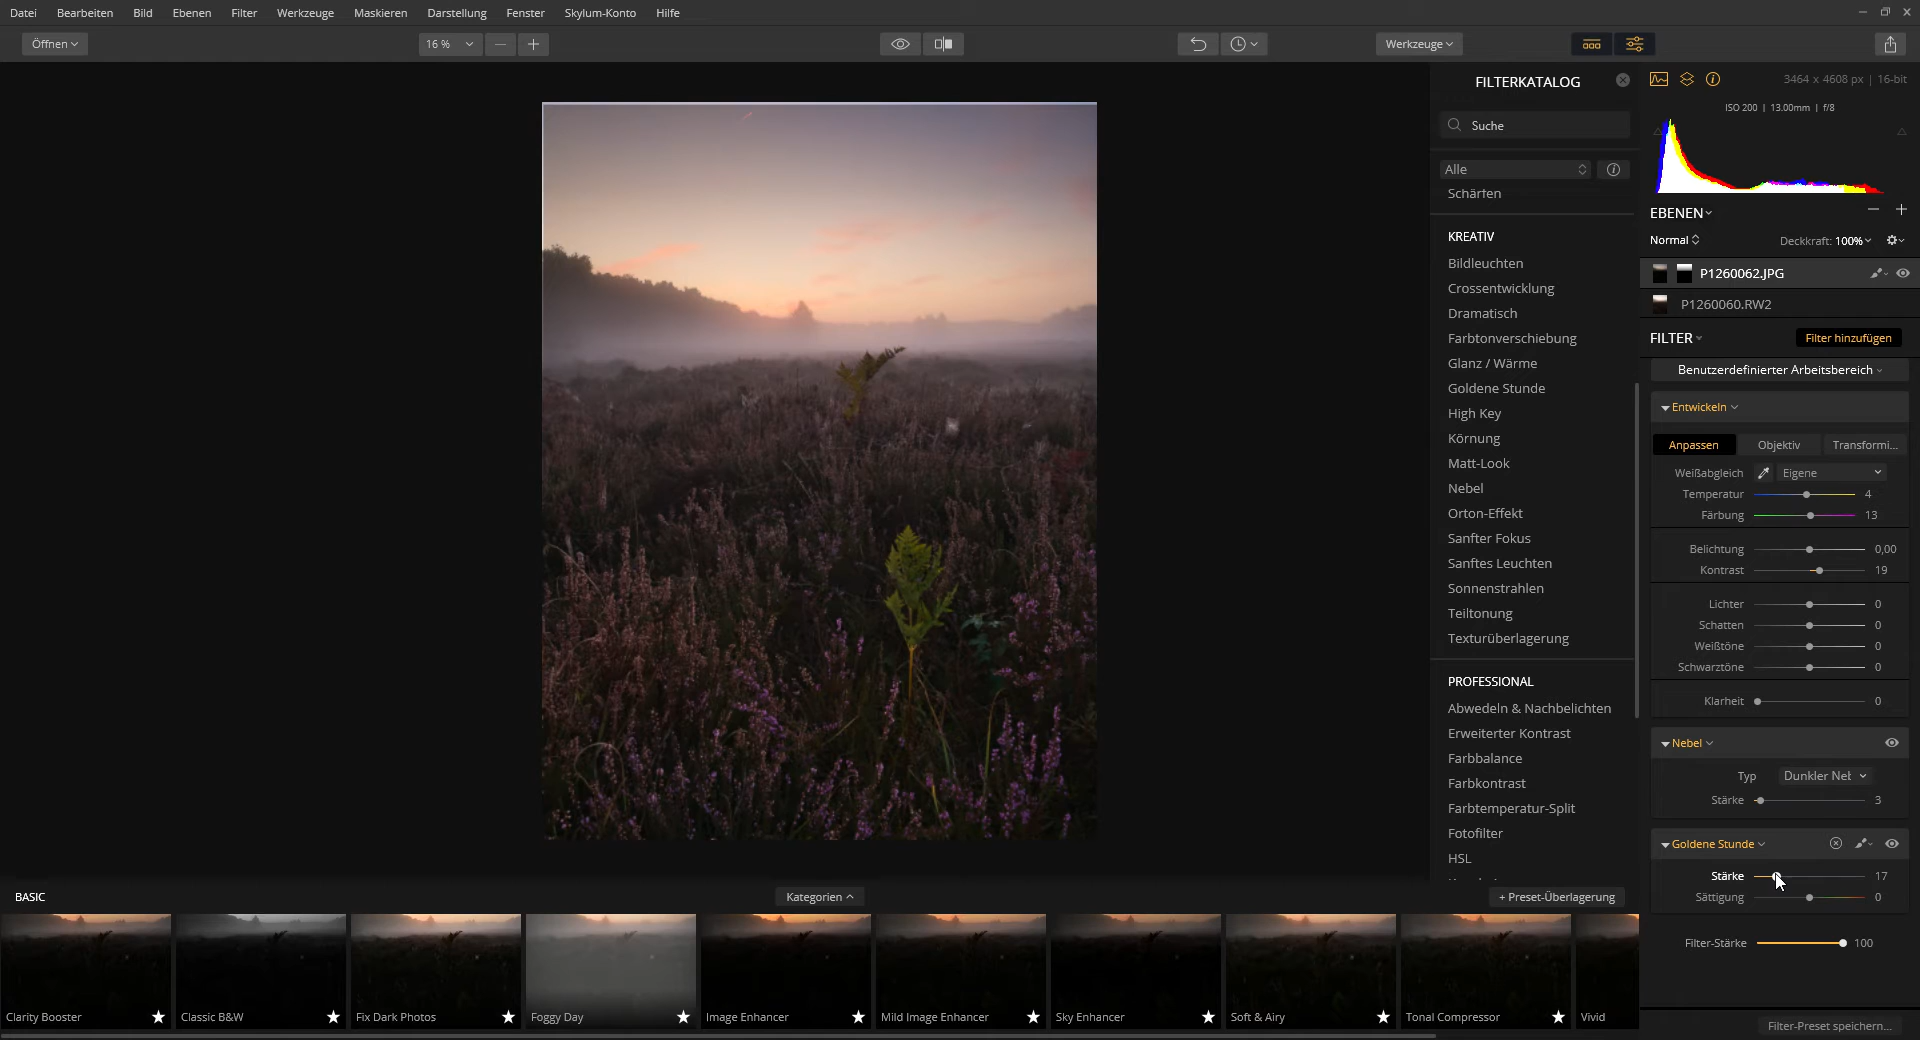 Datei Bearbeiten Bild Ebenen Filter Werkzeuge Maskieren Darstellung Fenster Skylum-Konto Hilfe
Öffnen 16 % Werkzeuge
FILTERKATALOG
Suche
Alle
Schärfen
KREATIV
Bildleuchten
Crossentwicklung
Dramatisch
Farbtonverschiebung
Glanz / Wärme
Goldene Stunde
High Key
Körnung
Matt-Look
Nebel
Orton-Effekt
Sanfter Fokus
Sanftes Leuchten
Sonnenstrahlen
Teiltonung
Texturüberlagerung
PROFESSIONAL
Abwedeln & Nachbelichten
Erweiterter Kontrast
Farbbalance
Farbkontrast
Farbtemperatur-Split
Fotofilter
HSL
3464 x 4608 px | 16-bit
ISO 200 | 13.00mm | f/8
EBENEN
Normal Deckkraft: 100%
P1260062.JPG
P1260060.RW2
FILTER Filter hinzufügen
Benutzerdefinierter Arbeitsbereich
Entwickeln
Anpassen Objektiv Transformi...
Weißabgleich Eigene
Temperatur 4
Färbung 13
Belichtung 0,00
Kontrast 19
Lichter 0
Schatten 0
Weißtöne 0
Schwarztöne 0
Klarheit 0
Nebel
Typ Dunkler Neb
Stärke 3
Goldene Stunde
Stärke 17
Sättigung 0
Filter-Stärke 100
Filter-Preset speichern...
BASIC Kategorien + Preset-Überlagerung
Clarity Booster Classic B&W Fix Dark Photos Foggy Day Image Enhancer Mild Image Enhancer Sky Enhancer Soft & Airy Tonal Compressor Vivid